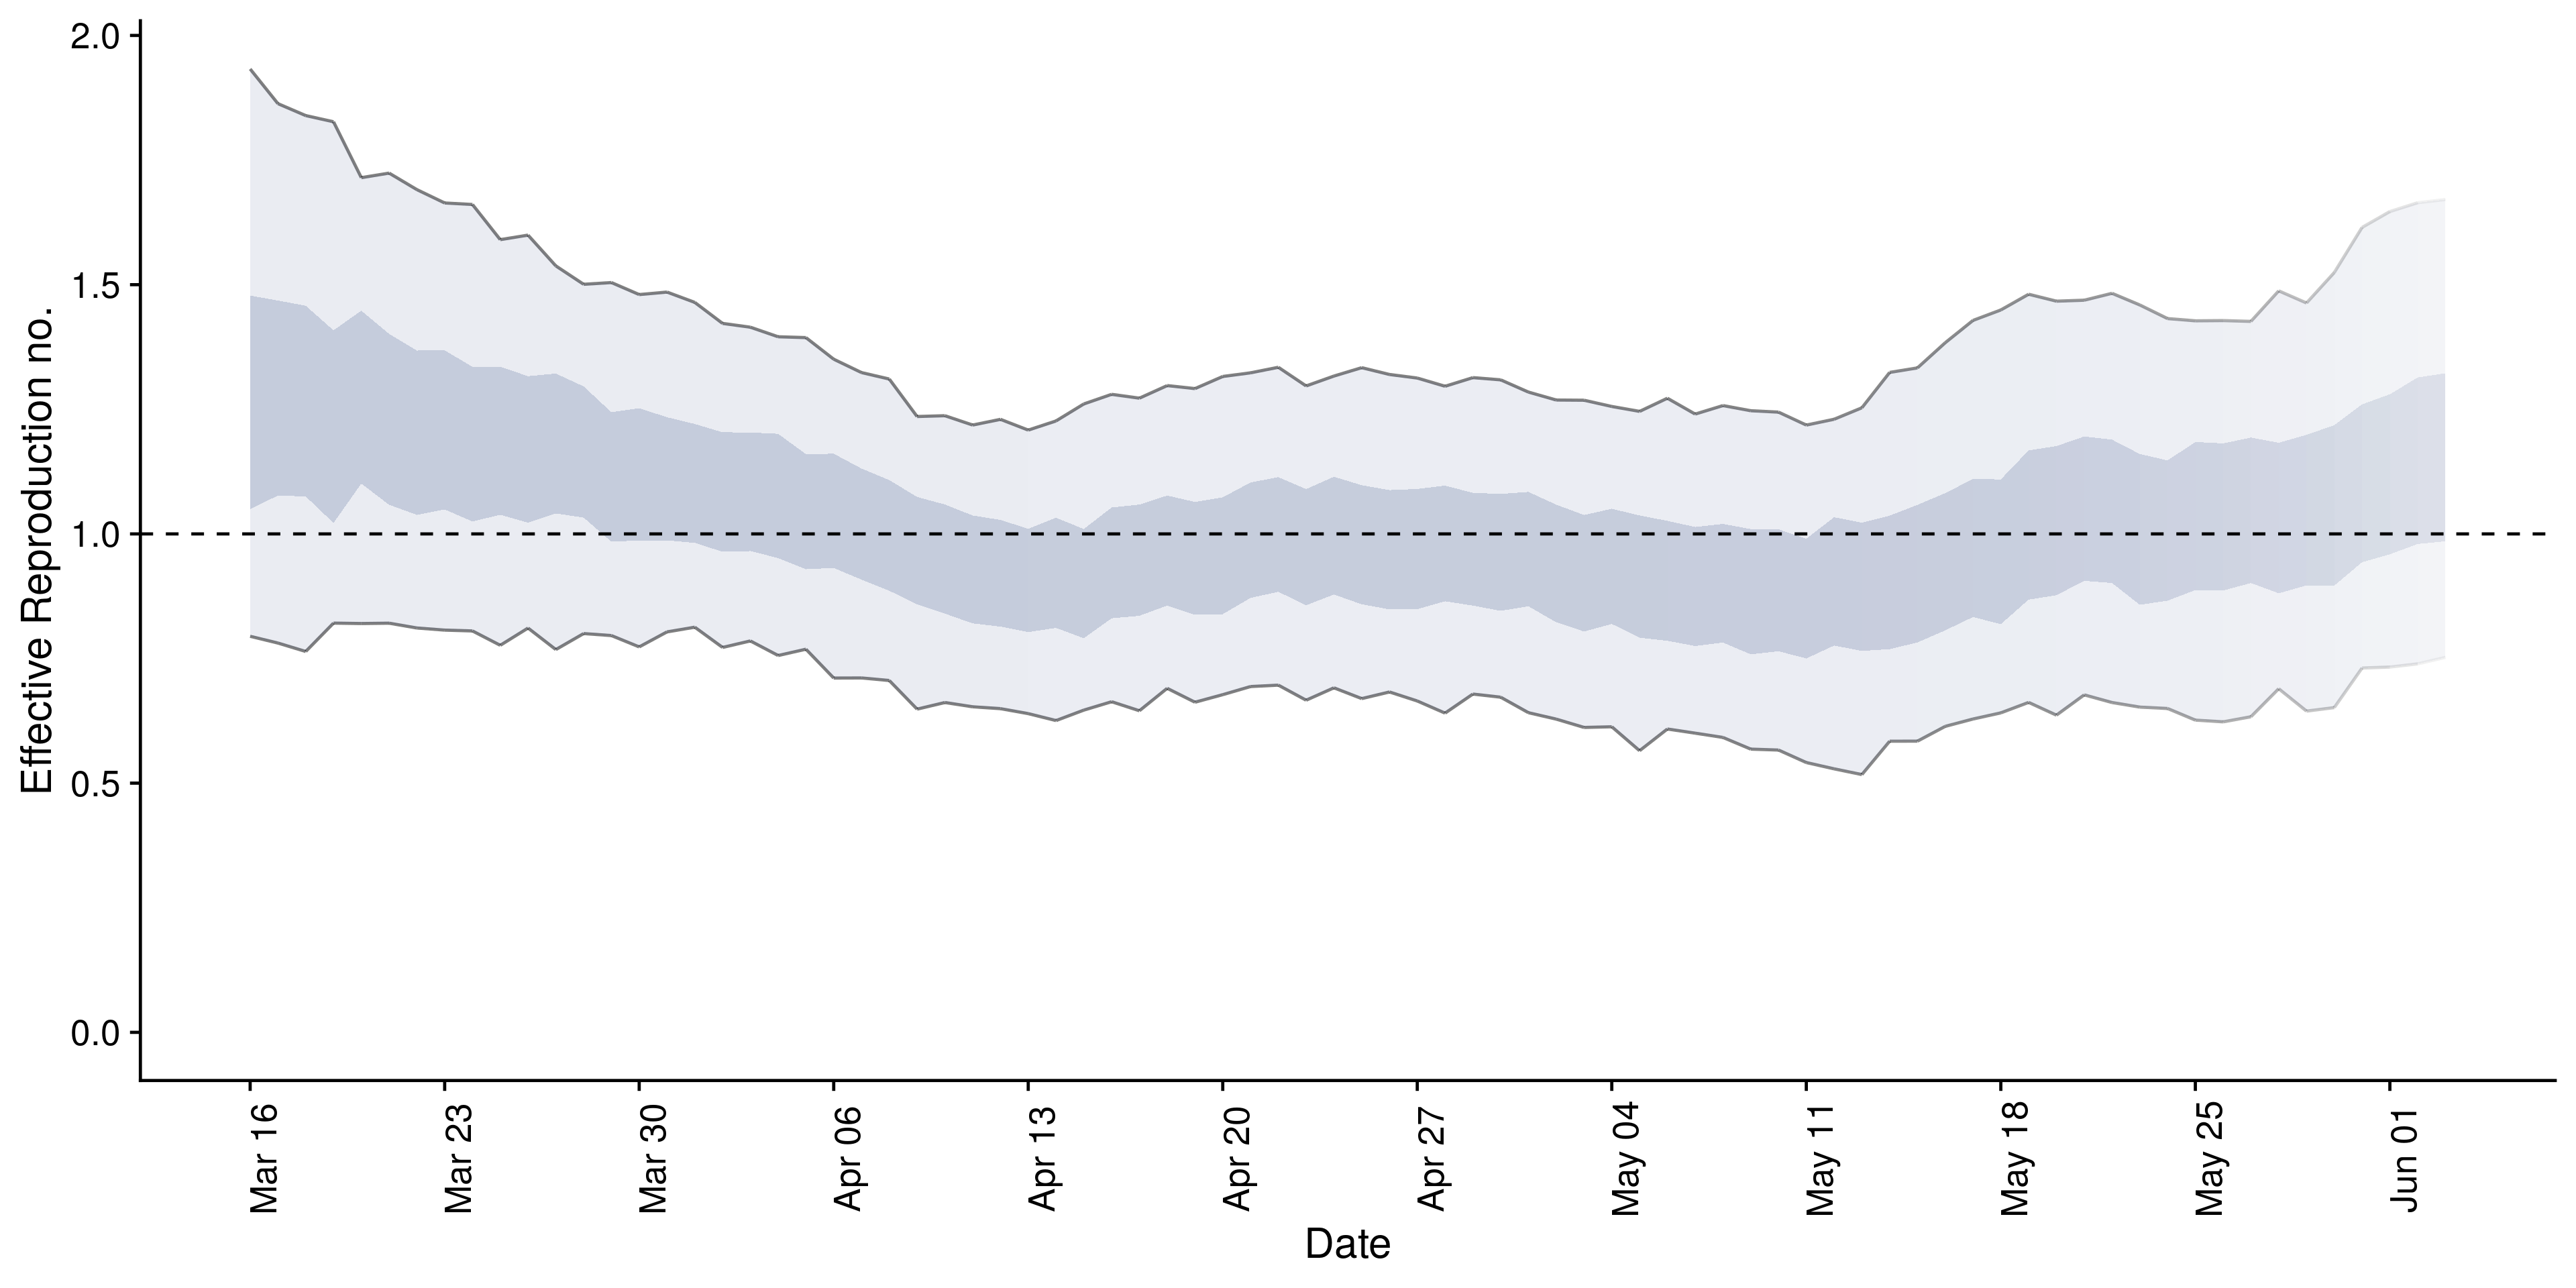 Effective Reproduction no.
2.0
1.5
1.0
0.5
0.0
Mar 16
Mar 23
Mar 30
Apr 06
Apr 13
Apr 20
Apr 27
May 04
May 11
May 18
May 25
Jun 01
Date